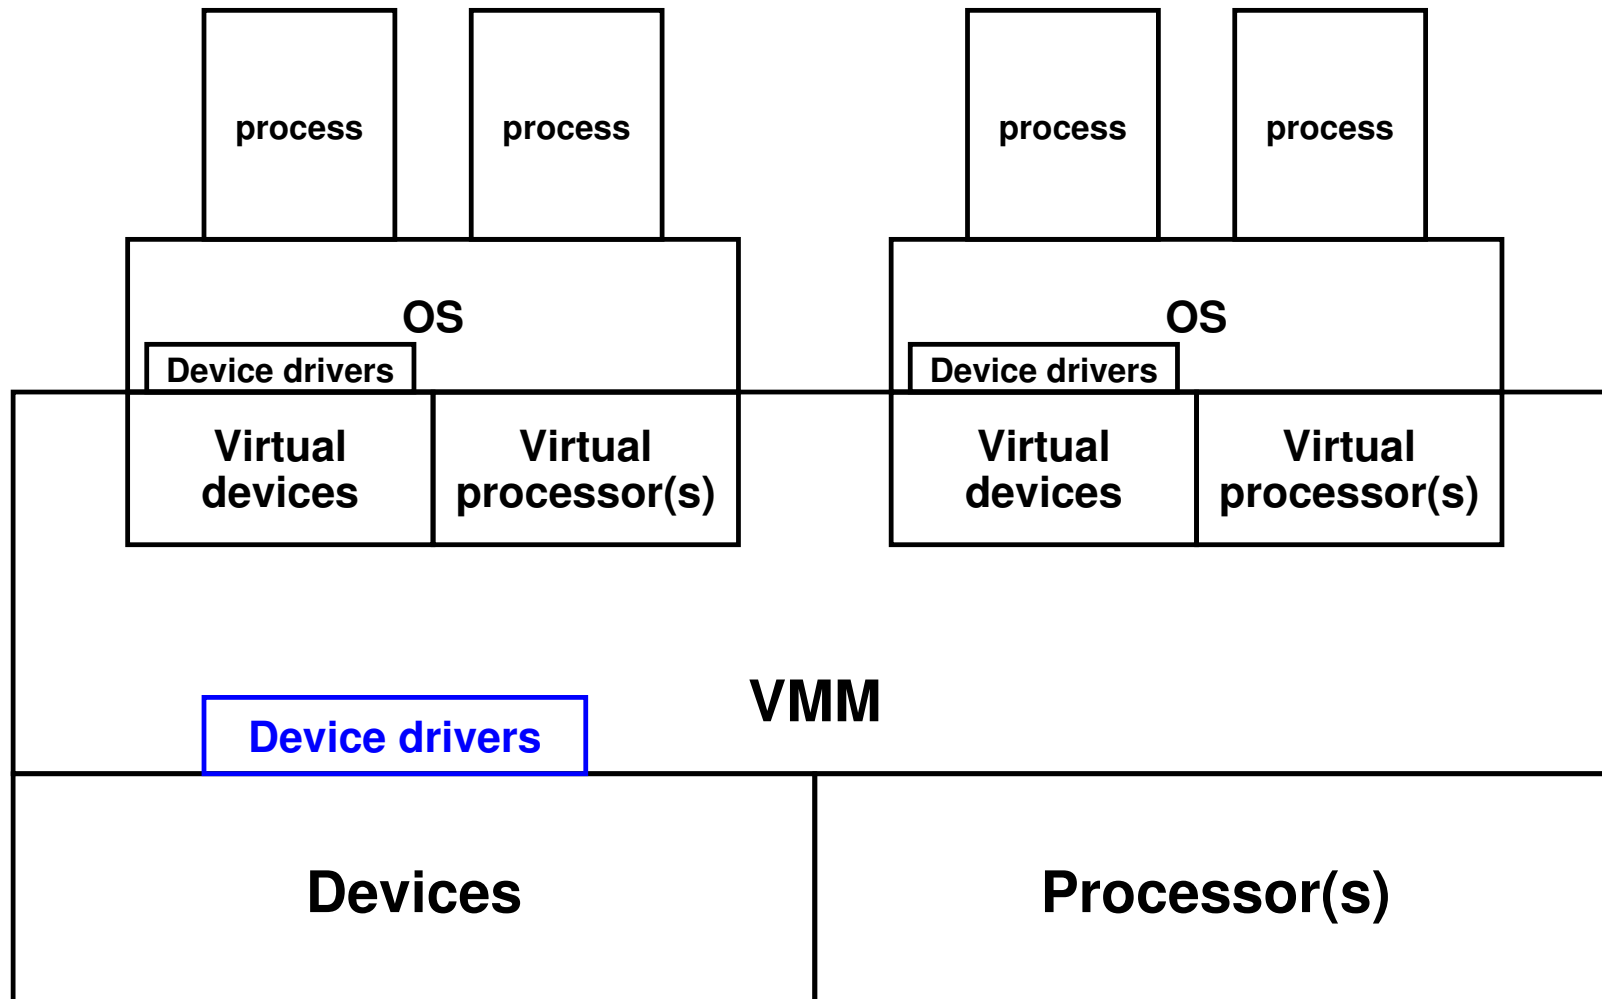 process
process
process
process
OS
OS
Device drivers
Device drivers
Virtual
devices
Virtual
processor(s)
Virtual
devices
Virtual
processor(s)
VMM
Device drivers
Devices
Processor(s)